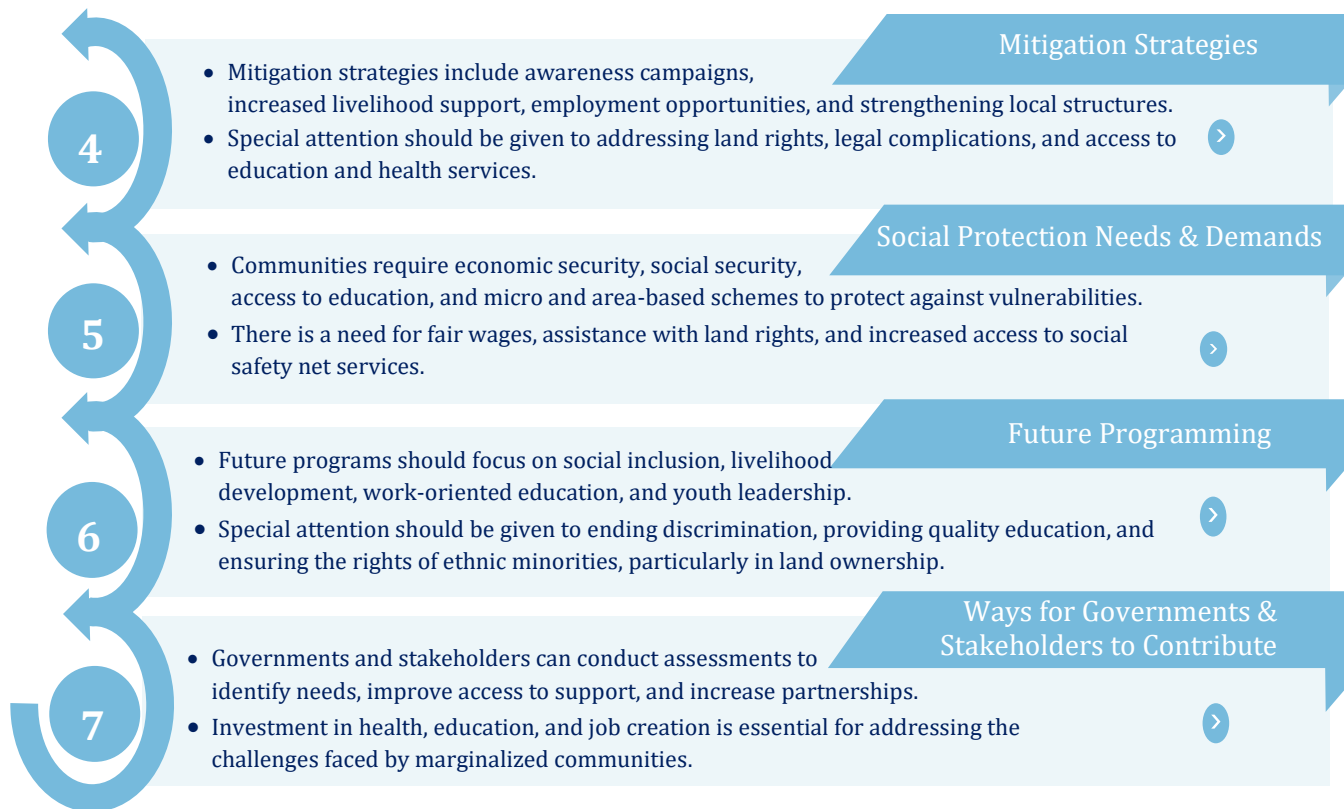 Mitigation Strategies
4
• Mitigation strategies include awareness campaigns,
increased livelihood support, employment opportunities, and strengthening local structures.
• Special attention should be given to addressing land rights, legal complications, and access to
education and health services.
Social Protection Needs & Demands
5
• Communities require economic security, social security,
access to education, and micro and area-based schemes to protect against vulnerabilities.
• There is a need for fair wages, assistance with land rights, and increased access to social
safety net services.
Future Programming
6
• Future programs should focus on social inclusion, livelihood
development, work-oriented education, and youth leadership.
• Special attention should be given to ending discrimination, providing quality education, and
ensuring the rights of ethnic minorities, particularly in land ownership.
Ways for Governments &
Stakeholders to Contribute
7
• Governments and stakeholders can conduct assessments to
identify needs, improve access to support, and increase partnerships.
• Investment in health, education, and job creation is essential for addressing the
challenges faced by marginalized communities.